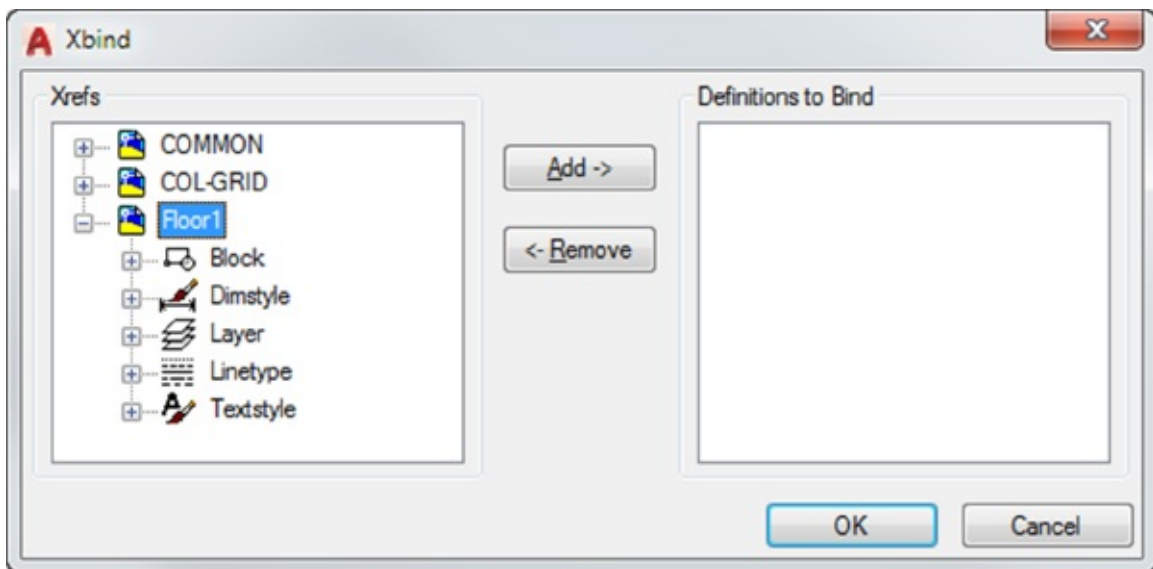 Xbind
Xrefs
COMMON
COL-GRID
Floor1
Block
Dimstyle
Layer
Linetype
Textstyle
Add ->
<- Remove
Definitions to Bind
OK
Cancel